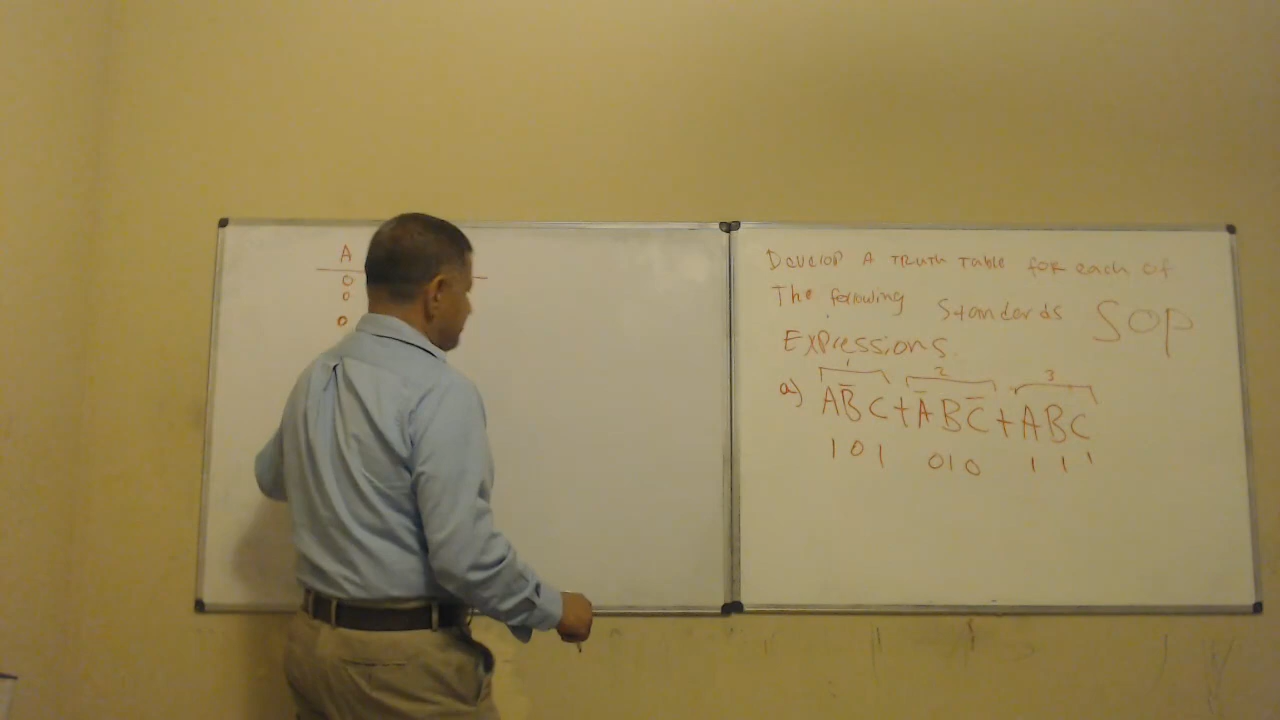 A
0
0
0
Develop A Truth Table for each of
The following Standards SOP
Expressions
1 2 3
a) AB̅C + A̅BC̅ + ABC
101 010 111